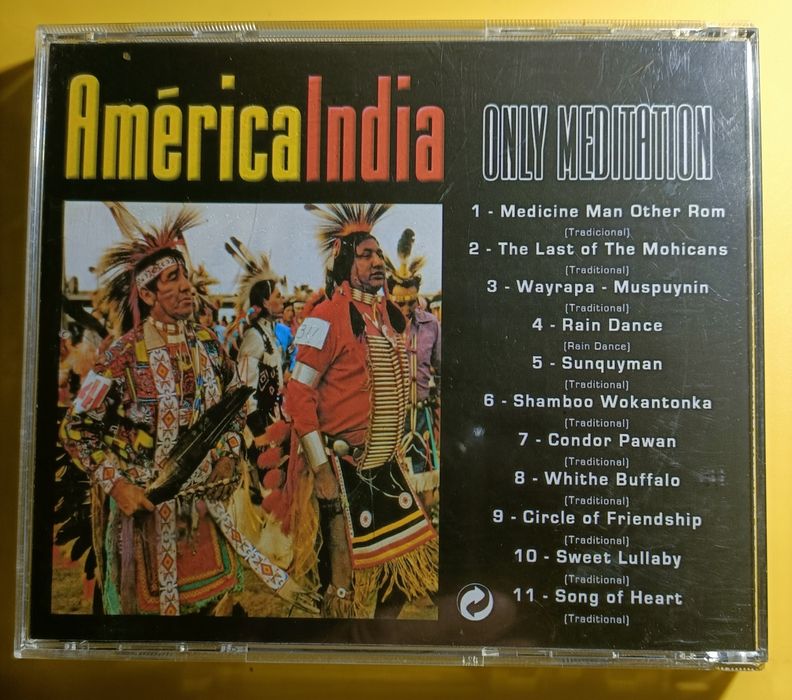 AméricaIndia
ONLY MEDITATION
1 - Medicine Man Other Rom
(Tradicional)
2 - The Last of The Mohicans
(Traditional)
3 - Wayrapa - Muspuynin
(Traditional)
4 - Rain Dance
(Rain Dance)
5 - Sunquyman
(Traditional)
6 - Shamboo Wokantonka
(Traditional)
7 - Condor Pawan
(Traditional)
8 - Whithe Buffalo
(Traditional)
9 - Circle of Friendship
(Traditional)
10 - Sweet Lullaby
(Traditional)
11 - Song of Heart
(Traditional)